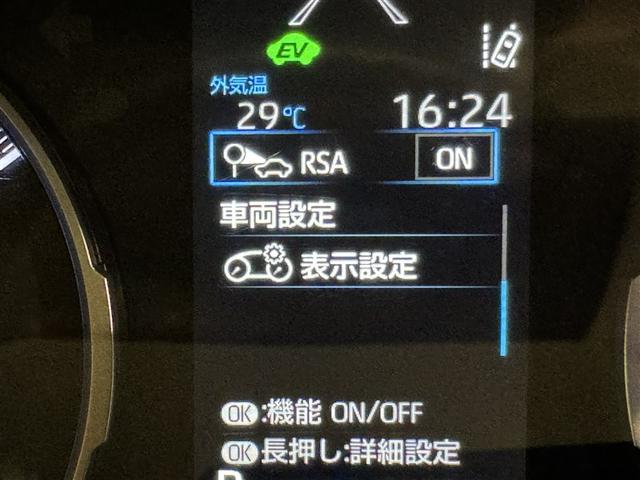 EV
外気温
29℃ 16:24
RSA ON
車両設定
表示設定
OK:機能 ON/OFF
OK長押し:詳細設定